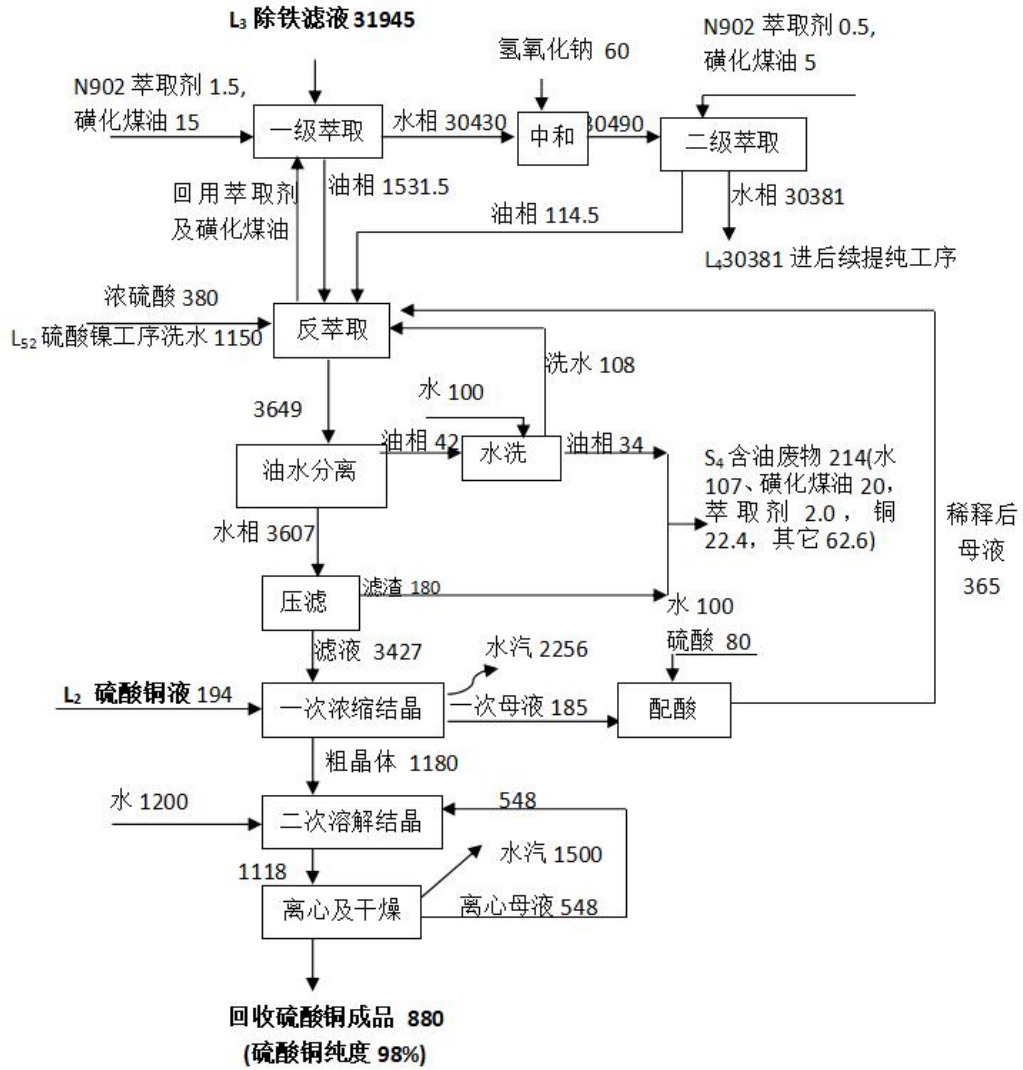 L₃ 除铁滤液 31945
N902 萃取剂 0.5,
磺化煤油 5
氢氧化钠 60
N902 萃取剂 1.5,
磺化煤油 15
一级萃取
水相 30430
中和
30490
二级萃取
回用萃取剂
及磺化煤油
油相 1531.5
油相 114.5
水相 30381
L₄30381 进后续提纯工序
浓硫酸 380
L₅₂ 硫酸镍工序洗水 1150
反萃取
洗水 108
水 100
3649
油水分离
油相 42
水洗
油相 34
S₄ 含油废物 214(水
107、磺化煤油 20,
萃取剂 2.0，铜
22.4，其它 62.6)
稀释后
母液
365
水相 3607
压滤
滤渣 180
水 100
硫酸 80
滤液 3427
水汽 2256
L₂ 硫酸铜液 194
一次浓缩结晶
一次母液 185
配酸
粗晶体 1180
水 1200
二次溶解结晶
548
1118
水汽 1500
离心及干燥
离心母液 548
回收硫酸铜成品 880
(硫酸铜纯度 98%)